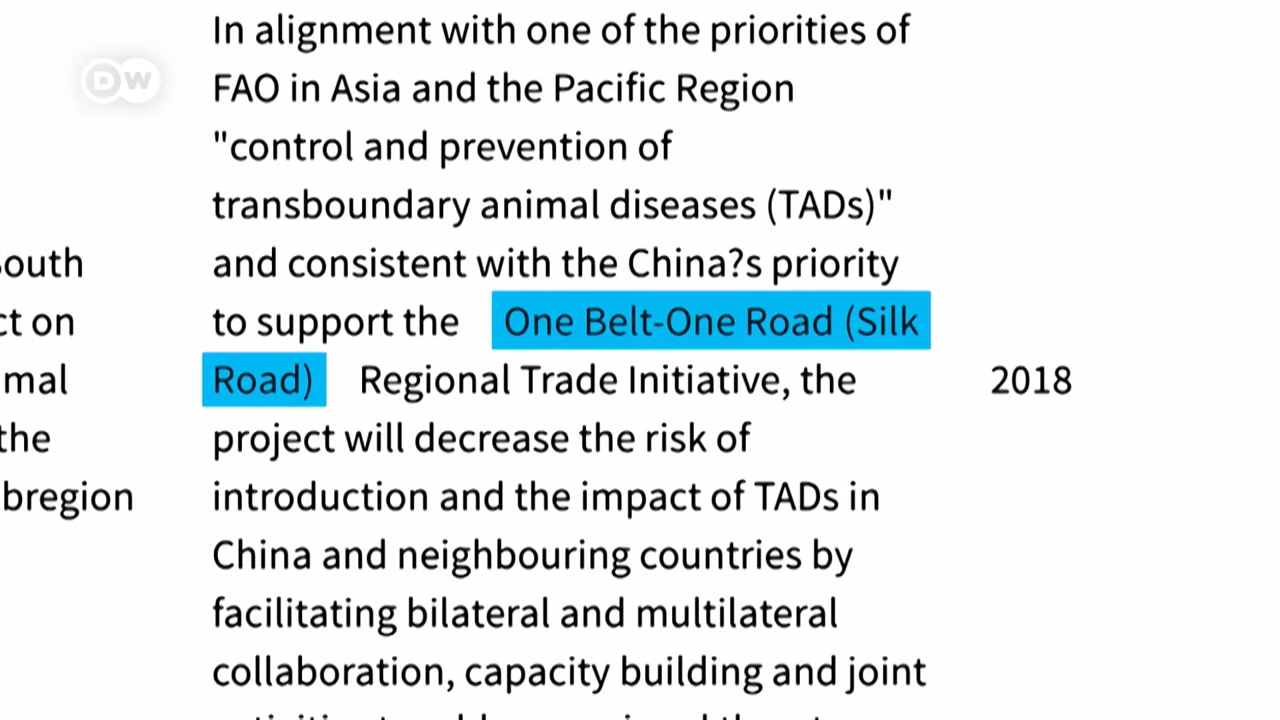 DW
In alignment with one of the priorities of
FAO in Asia and the Pacific Region
"control and prevention of
transboundary animal diseases (TADs)"
and consistent with the China?s priority
to support the One Belt-One Road (Silk
Road) Regional Trade Initiative, the
project will decrease the risk of
introduction and the impact of TADs in
China and neighbouring countries by
facilitating bilateral and multilateral
collaboration, capacity building and joint
outh
ct on
mal
the
bregion
2018